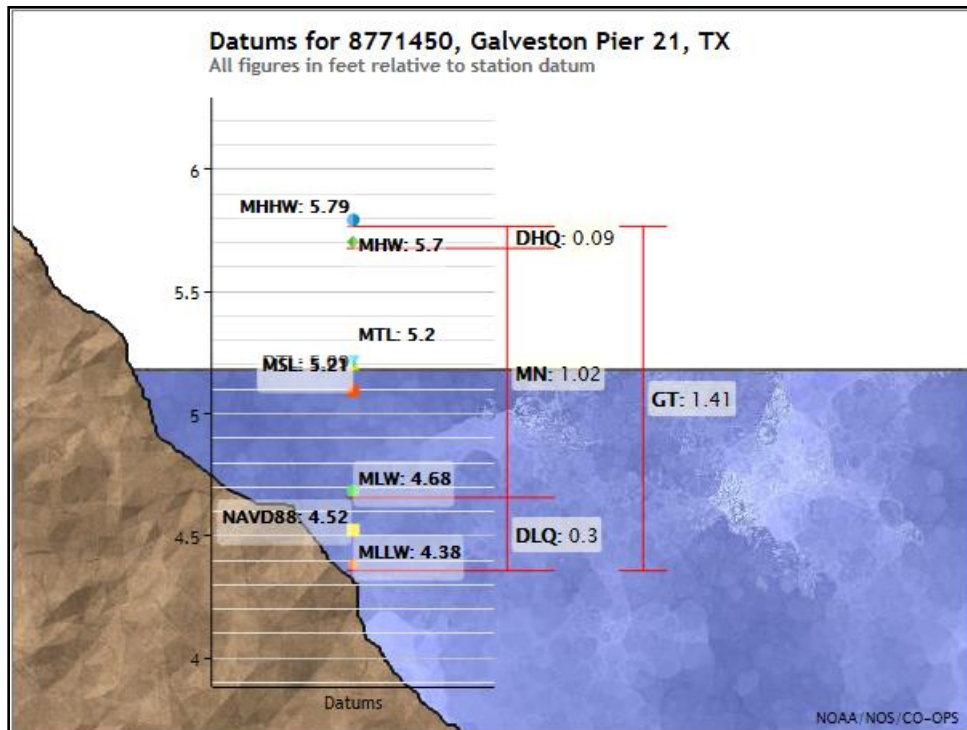 Datums for 8771450, Galveston Pier 21, TX
All figures in feet relative to station datum
6
MHHW: 5.79
DHQ: 0.09
MHW: 5.7
5.5
MTL: 5.2
MSL: 5.21
MN: 1.02
GT: 1.41
5
MLW: 4.68
NAVD88: 4.52
DLQ: 0.3
4.5
MLLW: 4.38
4
Datums
NOAA/NOS/CO-OPS